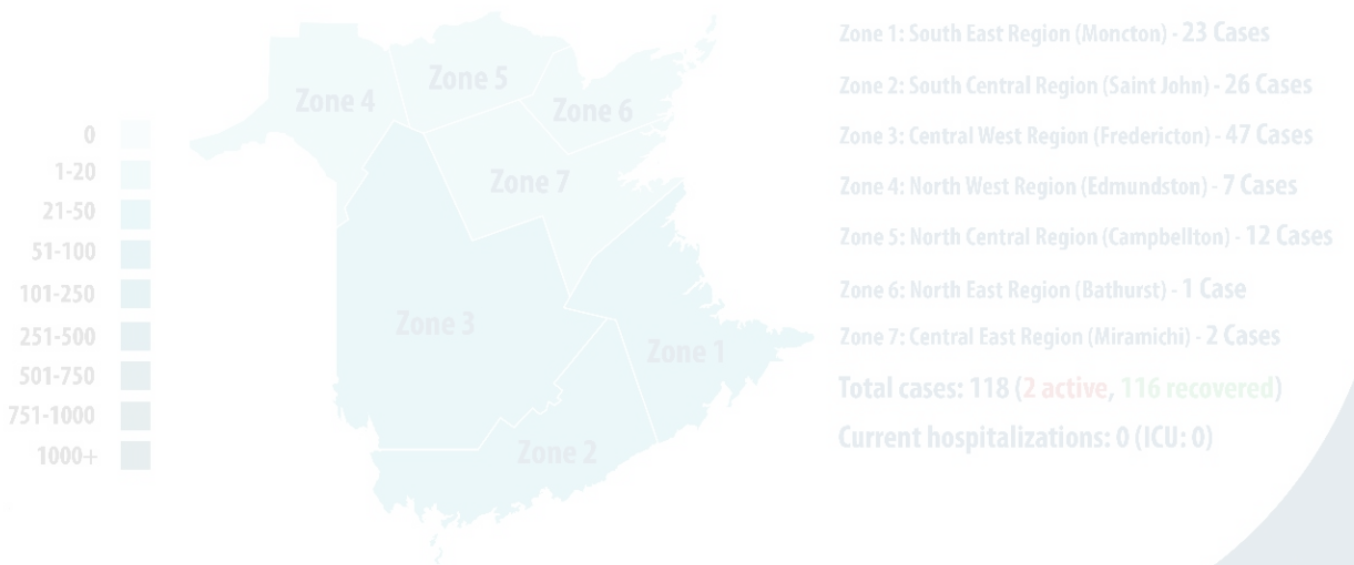 0
1-20
21-50
51-100
101-250
251-500
501-750
751-1000
1000+
Zone 4
Zone 5
Zone 6
Zone 7
Zone 3
Zone 1
Zone 2
Zone 1: South East Region (Moncton) - 23 Cases
Zone 2: South Central Region (Saint John) - 26 Cases
Zone 3: Central West Region (Fredericton) - 47 Cases
Zone 4: North West Region (Edmundston) - 7 Cases
Zone 5: North Central Region (Campbellton) - 12 Cases
Zone 6: North East Region (Bathurst) - 1 Case
Zone 7: Central East Region (Miramichi) - 2 Cases
Total cases: 118 (2 active, 116 recovered)
Current hospitalizations: 0 (ICU: 0)